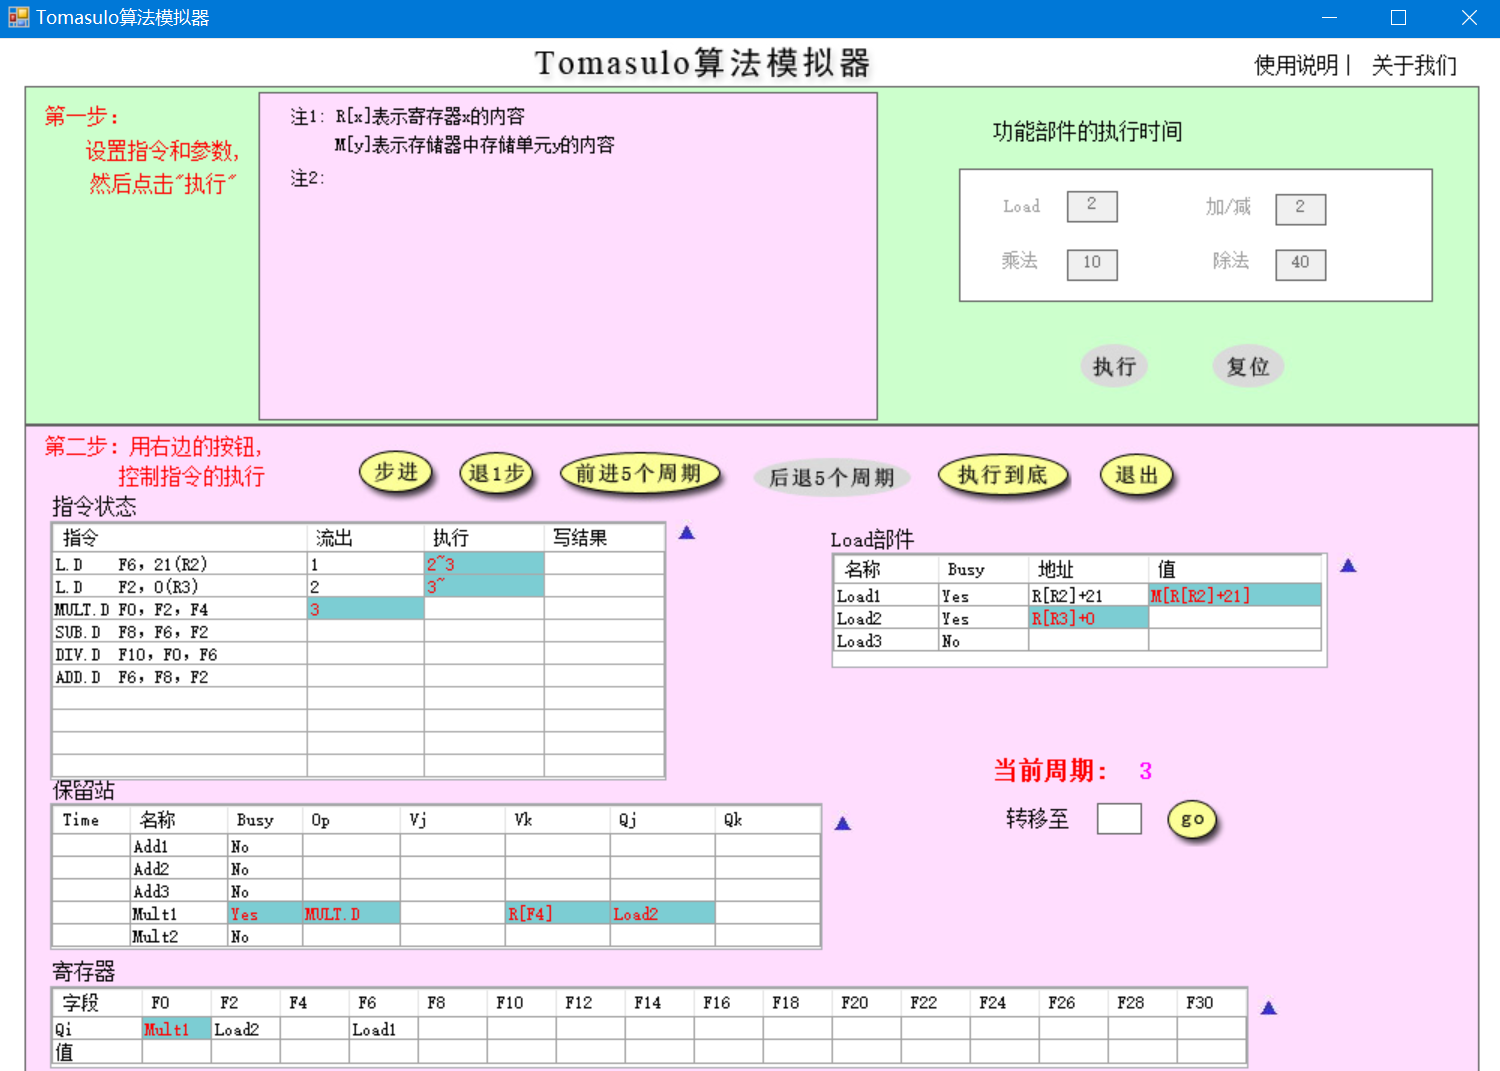 Tomasulo算法模拟器
Tomasulo算法模拟器
使用说明 | 关于我们
第一步：
设置指令和参数，
然后点击"执行"
注1: R[x]表示寄存器x的内容
M[y]表示存储器中存储单元y的内容
注2:
功能部件的执行时间
Load 2 加/减 2
乘法 10 除法 40
执行 复位
第二步：用右边的按钮，
控制指令的执行
步进 退1步 前进5个周期 后退5个周期 执行到底 退出
指令状态
指令 流出 执行 写结果
L.D F6, 21(R2) 1 2~3
L.D F2, 0(R3) 2 3~
MULT.D F0, F2, F4 3
SUB.D F8, F6, F2
DIV.D F10, F0, F6
ADD.D F6, F8, F2
Load部件
名称 Busy 地址 值
Load1 Yes R[R2]+21 M[R[R2]+21]
Load2 Yes R[R3]+0
Load3 No
当前周期： 3
转移至 go
保留站
Time 名称 Busy Op Vj Vk Qj Qk
Add1 No
Add2 No
Add3 No
Mult1 Yes MULT.D R[F4] Load2
Mult2 No
寄存器
字段 F0 F2 F4 F6 F8 F10 F12 F14 F16 F18 F20 F22 F24 F26 F28 F30
Qi Mult1 Load2 Load1
值